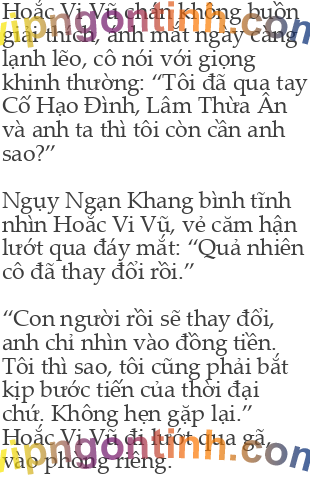 Hoắc Vi Vũ chán không buồn
giải thích, ánh mắt ngày càng
lạnh lẽo, cô nói với giọng
khinh thường: “Tôi đã qua tay
Cố Hạo Đình, Lâm Thừa Ân
và anh ta thì tôi còn cần anh
sao?”
Ngụy Ngạn Khang bình tĩnh
nhìn Hoắc Vi Vũ, vẻ căm hận
lướt qua đáy mắt: “Quả nhiên
cô đã thay đổi rồi.”
“Con người rồi sẽ thay đổi,
anh chỉ nhìn vào đồng tiền.
Tôi thì sao, tôi cũng phải bắt
kịp bước tiến của thời đại
chứ. Không hẹn gặp lại.”
Hoắc Vi Vũ đi lướt qua gã,
vào phòng riêng.
vipngontinh.com
vipngontinh.com